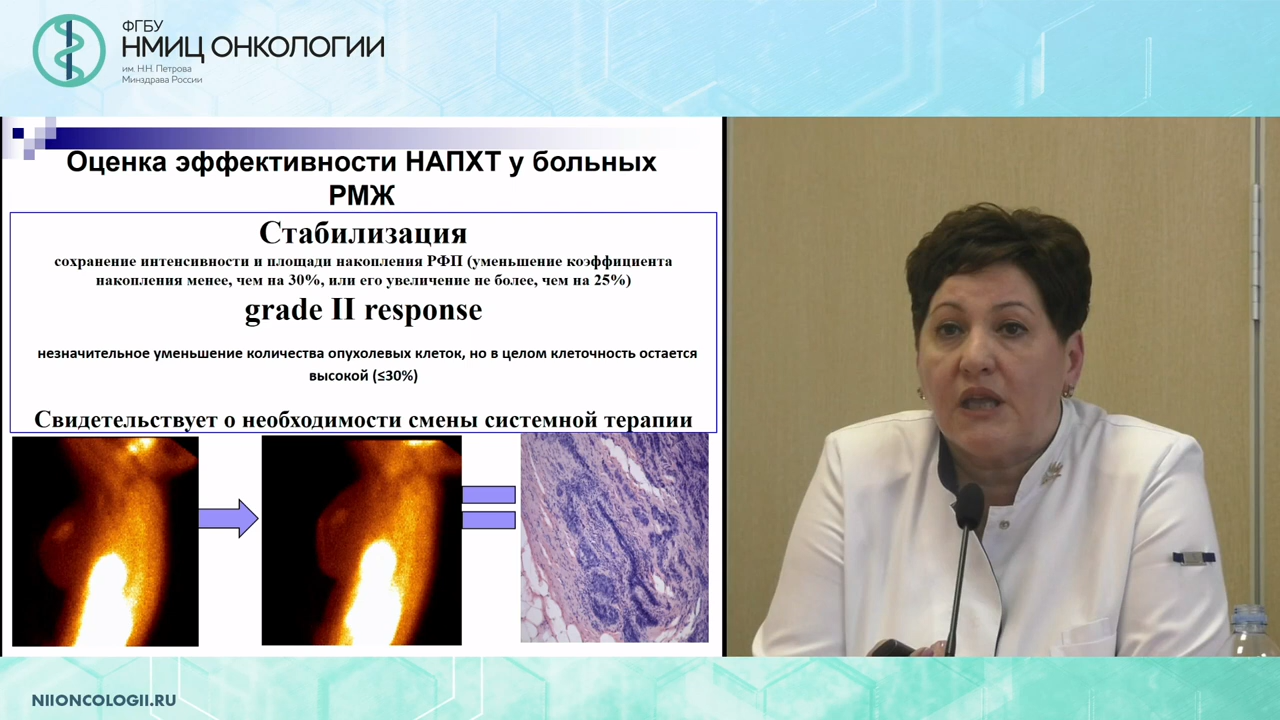 ФГБУ
НМИЦ ОНКОЛОГИИ
им. Н.Н. Петрова
Минздрава России
Оценка эффективности НАПХТ у больных
РМЖ
Стабилизация
сохранение интенсивности и площади накопления РФП (уменьшение коэффициента
накопления менее, чем на 30%, или его увеличение не более, чем на 25%)
grade II response
незначительное уменьшение количества опухолевых клеток, но в целом клеточность остается
высокой (≤30%)
Свидетельствует о необходимости смены системной терапии
NIIONCOLOGII.RU